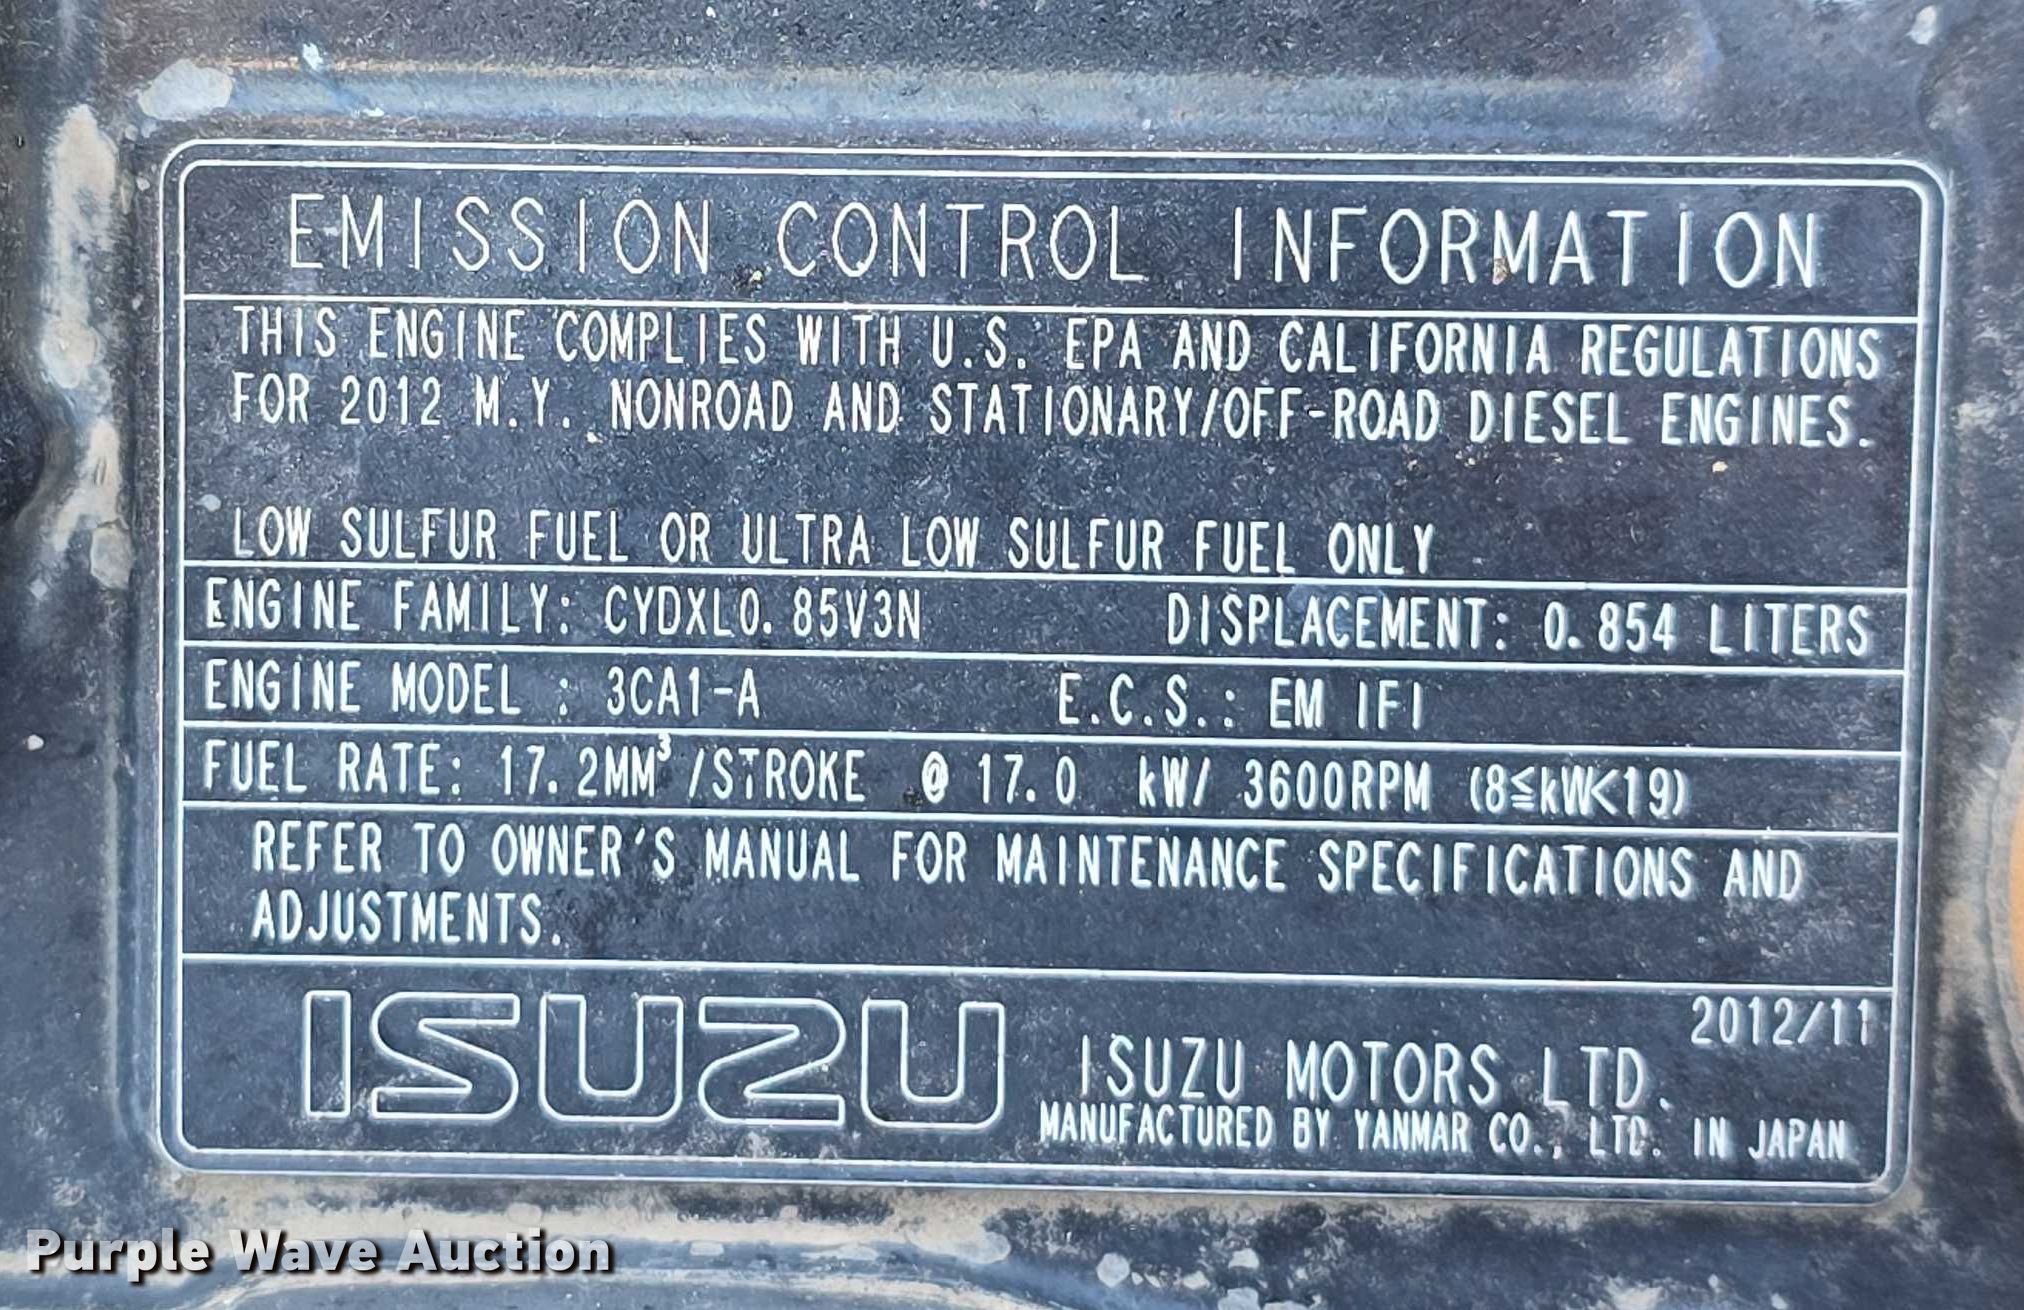 EMISSION CONTROL INFORMATION
THIS ENGINE COMPLIES WITH U.S. EPA AND CALIFORNIA REGULATIONS
FOR 2012 M.Y. NONROAD AND STATIONARY/OFF-ROAD DIESEL ENGINES.
LOW SULFUR FUEL OR ULTRA LOW SULFUR FUEL ONLY
ENGINE FAMILY: CYDXL0.85V3N DISPLACEMENT: 0.854 LITERS
ENGINE MODEL : 3CA1-A E.C.S.: EM IFI
FUEL RATE: 17.2MM³/STROKE @ 17.0 kW/ 3600RPM (8≦kW<19)
REFER TO OWNER'S MANUAL FOR MAINTENANCE SPECIFICATIONS AND
ADJUSTMENTS.
2012/11
ISUZU ISUZU MOTORS LTD.
MANUFACTURED BY YANMAR CO., LTD. IN JAPAN
Purple Wave Auction